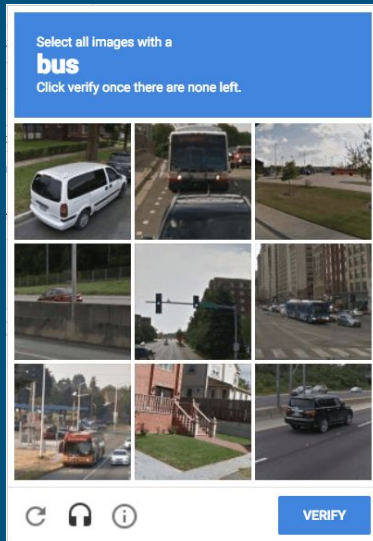 Select all images with a
bus
Click verify once there are none left.
VERIFY